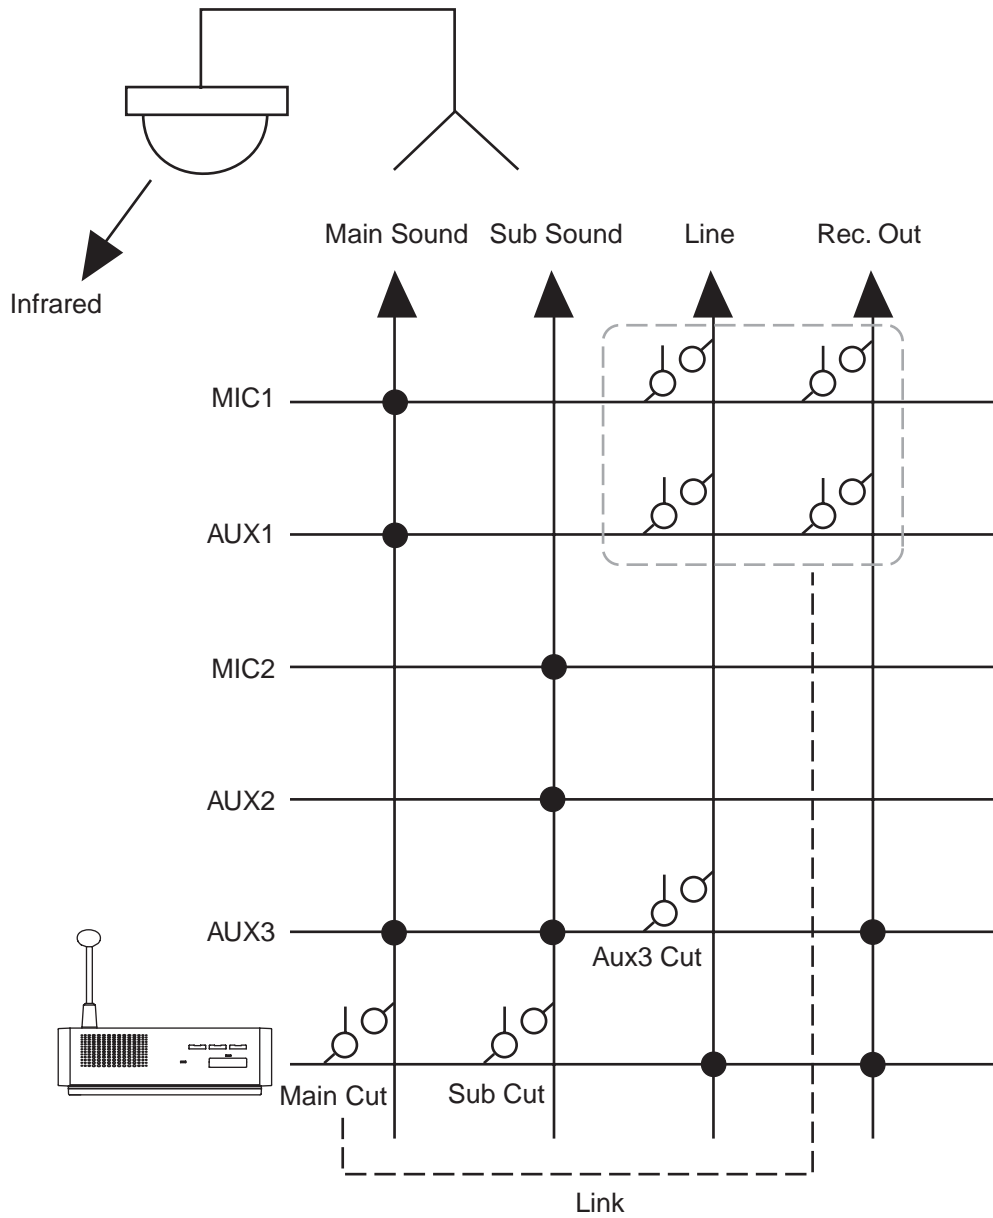 Infrared
Main Sound
Sub Sound
Line
Rec. Out
MIC1
AUX1
MIC2
AUX2
AUX3
Aux3 Cut
Main Cut
Sub Cut
Link